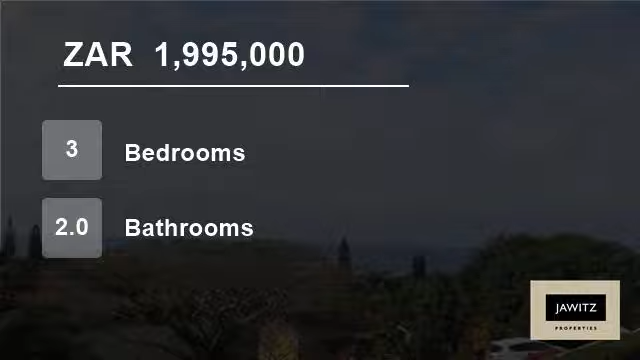 ZAR 1,995,000
3 Bedrooms
2.0 Bathrooms
JAWITZ
PROPERTIES